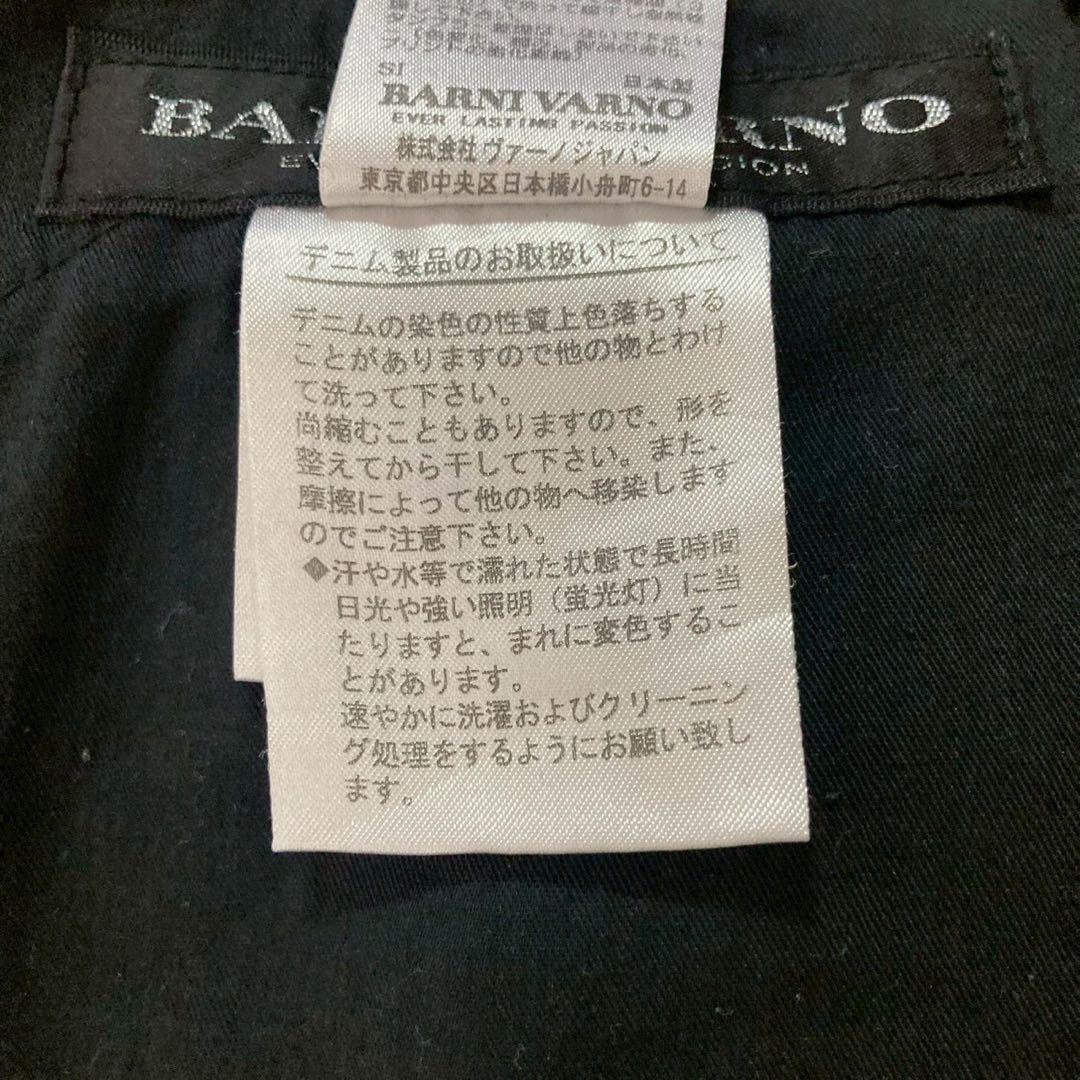 SI
日本製
BARNI VARNO
EVER LASTING PASSION
株式会社 ヴァーノジャパン
東京都中央区日本橋小舟町6-14
デニム製品のお取扱いについて
デニムの染色の性質上色落ちする
ことがありますので他の物とわけ
て洗って下さい。
尚縮むこともありますので、形を
整えてから干して下さい。また、
摩擦によって他の物へ移染します
のでご注意下さい。
◆汗や水等で濡れた状態で長時間
日光や強い照明（蛍光灯）に当
たりますと、まれに変色するこ
とがあります。
速やかに洗濯およびクリーニン
グ処理をするようにお願い致し
ます。